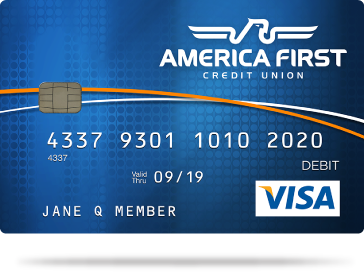 AMERICA FIRST
CREDIT UNION
4337 9301 1010 2020
4337
DEBIT
Valid
Thru 09/19
VISA
JANE Q MEMBER